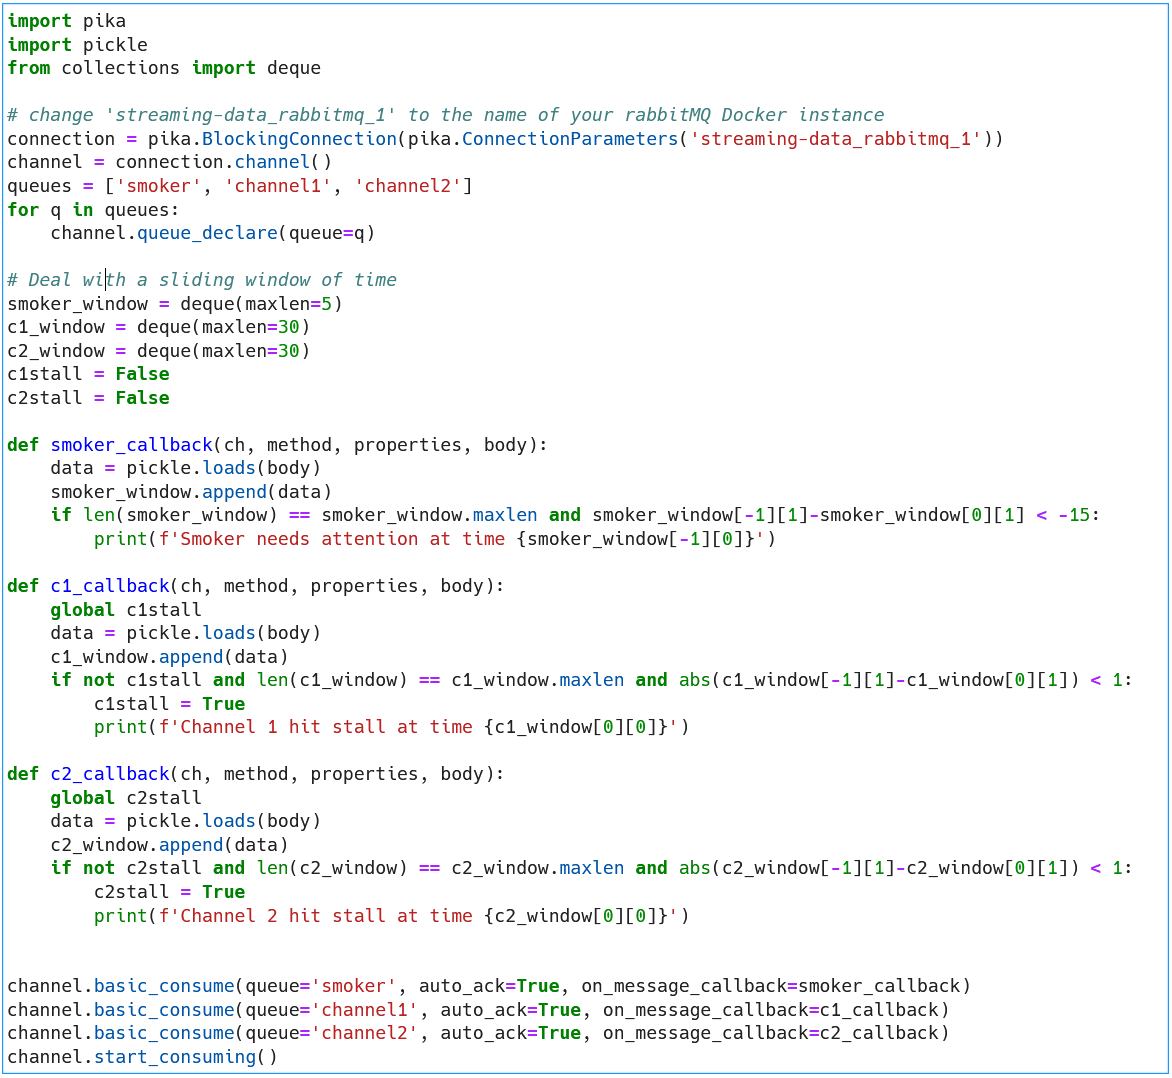 import pika
import pickle
from collections import deque

# change 'streaming-data_rabbitmq_1' to the name of your rabbitMQ Docker instance
connection = pika.BlockingConnection(pika.ConnectionParameters('streaming-data_rabbitmq_1'))
channel = connection.channel()
queues = ['smoker', 'channel1', 'channel2']
for q in queues:
    channel.queue_declare(queue=q)

# Deal with a sliding window of time
smoker_window = deque(maxlen=5)
c1_window = deque(maxlen=30)
c2_window = deque(maxlen=30)
c1stall = False
c2stall = False

def smoker_callback(ch, method, properties, body):
    data = pickle.loads(body)
    smoker_window.append(data)
    if len(smoker_window) == smoker_window.maxlen and smoker_window[-1][1]-smoker_window[0][1] < -15:
        print(f'Smoker needs attention at time {smoker_window[-1][0]}')

def c1_callback(ch, method, properties, body):
    global c1stall
    data = pickle.loads(body)
    c1_window.append(data)
    if not c1stall and len(c1_window) == c1_window.maxlen and abs(c1_window[-1][1]-c1_window[0][1]) < 1:
        c1stall = True
        print(f'Channel 1 hit stall at time {c1_window[0][0]}')

def c2_callback(ch, method, properties, body):
    global c2stall
    data = pickle.loads(body)
    c2_window.append(data)
    if not c2stall and len(c2_window) == c2_window.maxlen and abs(c2_window[-1][1]-c2_window[0][1]) < 1:
        c2stall = True
        print(f'Channel 2 hit stall at time {c2_window[0][0]}')


channel.basic_consume(queue='smoker', auto_ack=True, on_message_callback=smoker_callback)
channel.basic_consume(queue='channel1', auto_ack=True, on_message_callback=c1_callback)
channel.basic_consume(queue='channel2', auto_ack=True, on_message_callback=c2_callback)
channel.start_consuming()